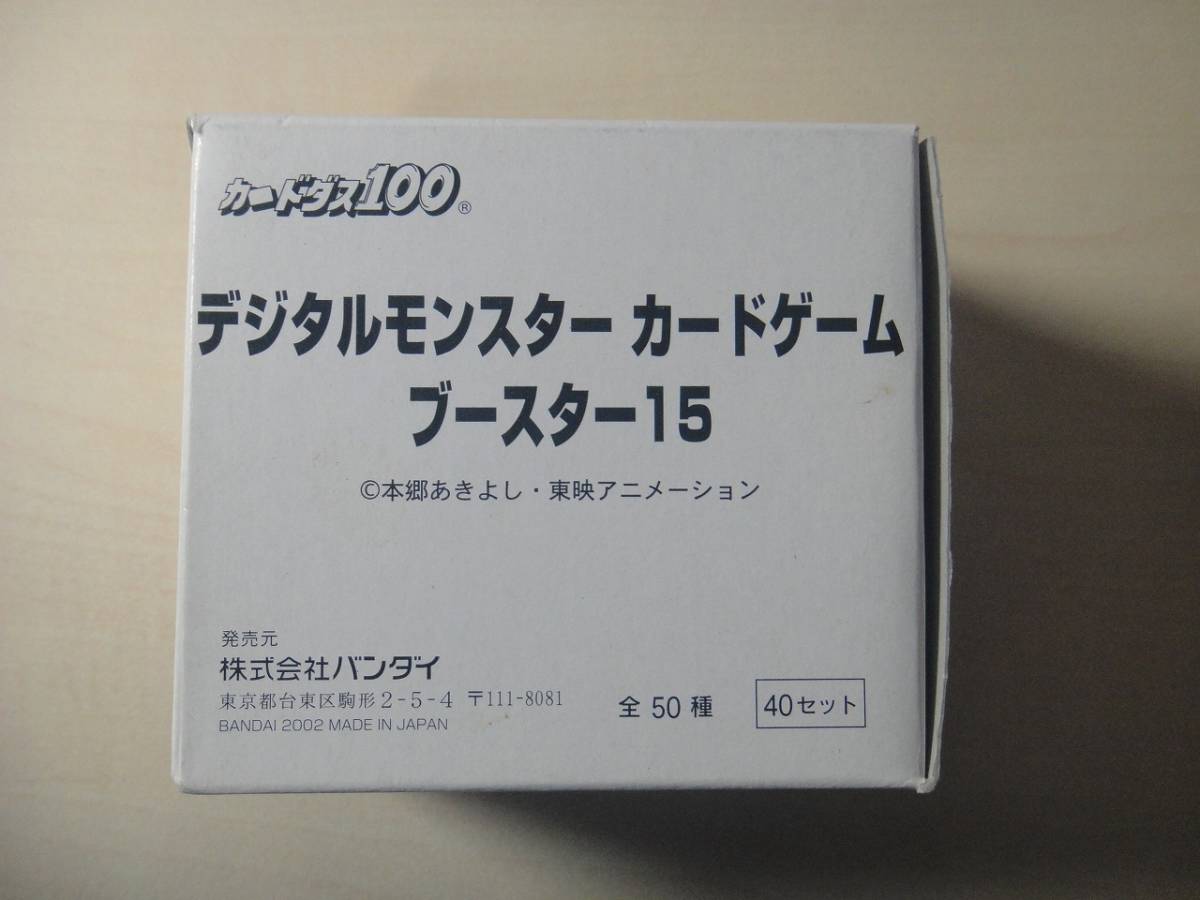 カードダス100®
デジタルモンスター カードゲーム
ブースター15
©本郷あきよし・東映アニメーション
発売元
株式会社バンダイ
東京都台東区駒形2-5-4 〒111-8081
BANDAI 2002 MADE IN JAPAN
全50種
40セット